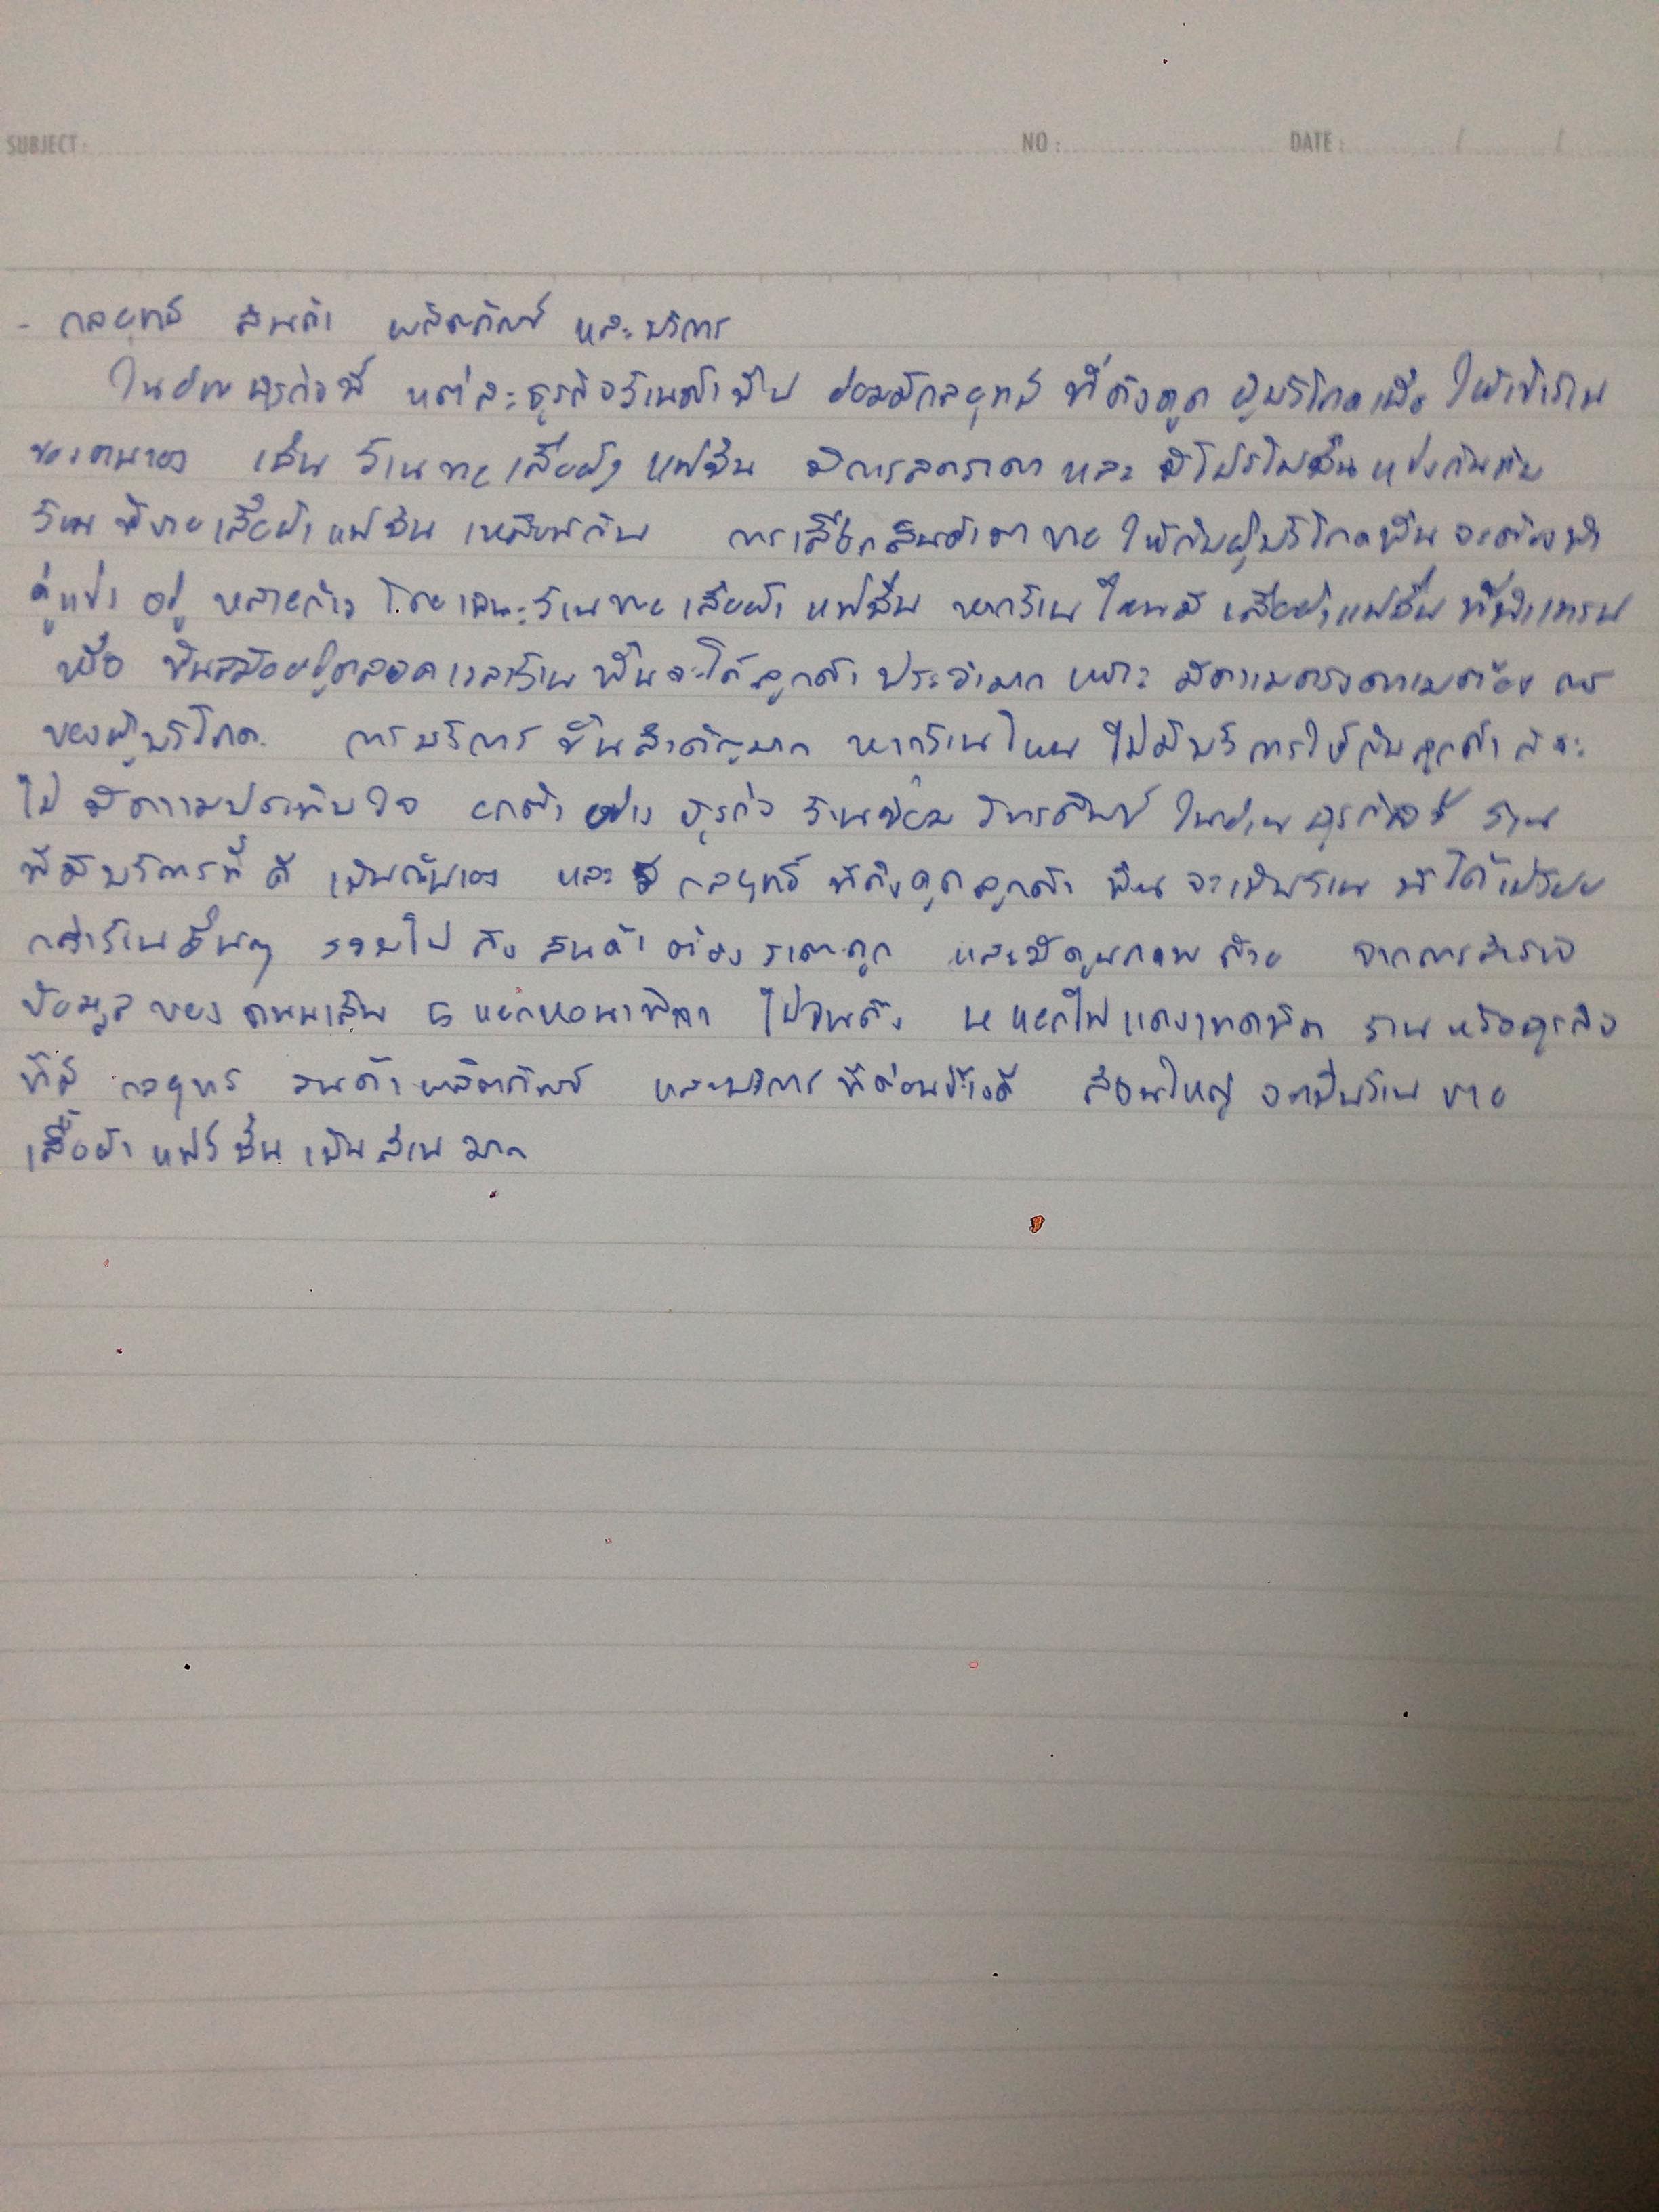 SUBJECT: NO: DATE: / /
- กลยุทธ์ สินค้า ผลิตภัณฑ์ และบริการ
ในย่านธุรกิจนี้ แต่ละธุรกิจร้านค้าทั่วไป ย่อมมีกลยุทธ์ ที่ดึงดูด ผู้บริโภคเพื่อ ให้เข้าร้าน
ของตนเอง เช่น ร้านขายเสื้อผ้า แฟชั่น มีการลดราคา และ มีโปรโมชั่น แข่งกันกับ
ร้านที่ขายเสื้อผ้าแฟชั่น เหมือนกัน การเลือกสินค้ามาขาย ให้กับผู้บริโภคนั้น จะต้อง
คู่แข่ง อยู่ หลายร้าน โดยเฉพาะร้านขายเสื้อผ้า แฟชั่น หากร้านไหนมี เสื้อผ้าแฟชั่น ที่นำเทรน
หรือ ทันสมัยอยู่ตลอดเวลาร้านนั้นจะได้ลูกค้า ประจำมาก เพราะ มีความตรงตามความต้องการ
ของผู้บริโภค การบริการ นั้นสำคัญมาก หากร้านไหน ไม่มีบริการให้กับลูกค้า ก็จะ
ไม่ มีความประทับใจ ยกตัวอย่าง ธุรกิจ ร้านซ่อม โทรศัพท์ ในย่านธุรกิจนี้ ร้าน
ที่มีบริการที่ดี เป็นกันเอง และมีกลยุทธ์ ที่ดึงดูดลูกค้า นั้น จะเป็นร้าน ที่ได้เปรียบ
กว่าร้านอื่นๆ รวมไป ถึง สินค้า ต้อง ราคาถูก และมีคุณภาพด้วย จากการสำรวจ
ข้อมูล ของ ถนนเส้น แยกหอนาฬิกา ไปจนถึง แยกไฟแดง ร้านหรือธุรกิจ
ที่มี กลยุทธ์ สินค้าผลิตภัณฑ์ และบริการ ที่ค่อนข้างดี ส่วนใหญ่ จะเป็นร้าน ขาย
เสื้อผ้า แฟร์ชั่น เป็นส่วน มาก